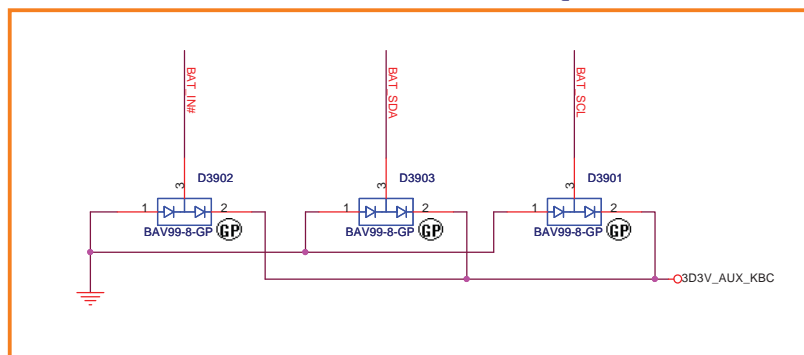 BAT_IN#
BAT_SDA
BAT_SCL
3
D3902
3
D3903
3
D3901
1
2
1
2
1
2
BAV99-8-GP
GP
BAV99-8-GP
GP
BAV99-8-GP
GP
3D3V_AUX_KBC